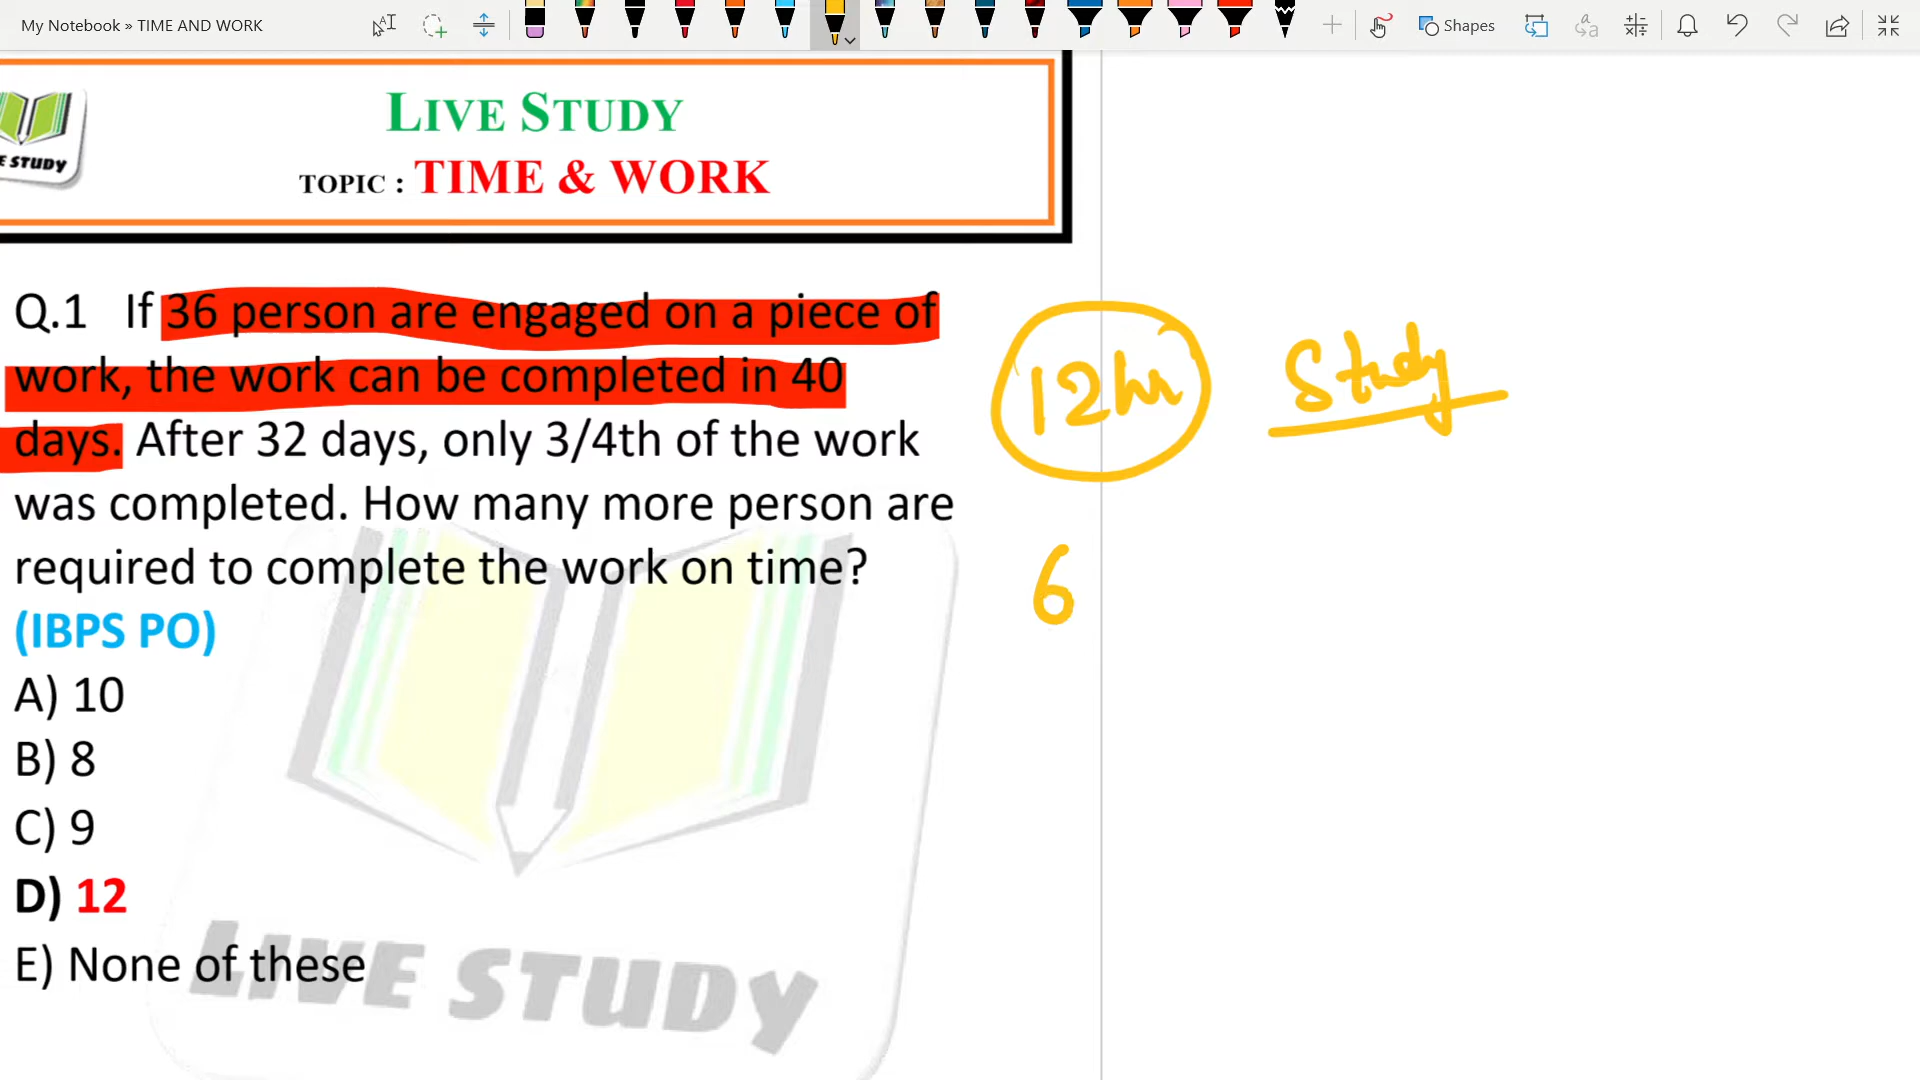 My Notebook » TIME AND WORK
Shapes
LIVE STUDY
TOPIC : TIME & WORK
E STUDY
Q.1 If 36 person are engaged on a piece of
work, the work can be completed in 40
days. After 32 days, only 3/4th of the work
was completed. How many more person are
required to complete the work on time?
(IBPS PO)
A) 10
B) 8
C) 9
D) 12
E) None of these
LIVE STUDY
12hr Study
6